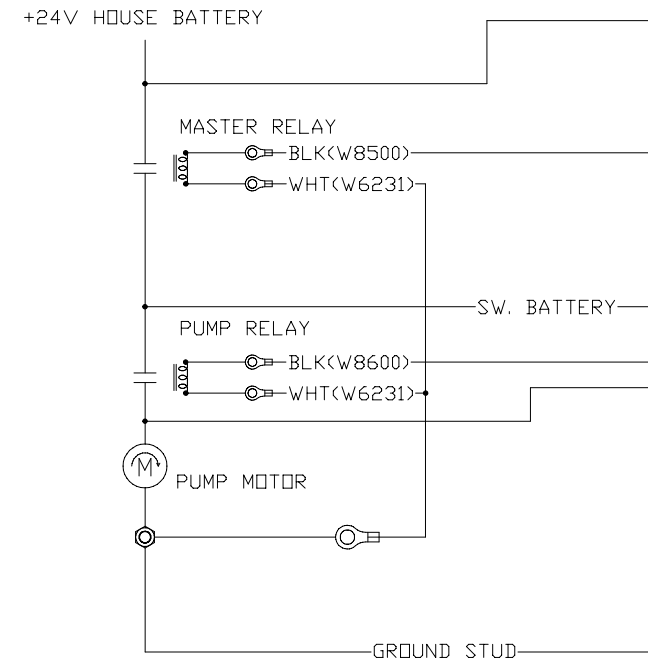 +24V HOUSE BATTERY
MASTER RELAY
BLK(W8500)
WHT(W6231)
SW. BATTERY
PUMP RELAY
BLK(W8600)
WHT(W6231)
M
PUMP MOTOR
GROUND STUD